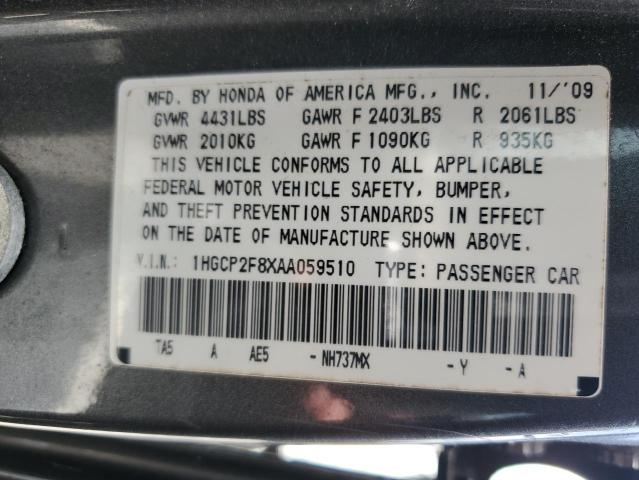 MFD. BY HONDA OF AMERICA MFG., INC. 11/'09
GVWR 4431LBS GAWR F 2403LBS R 2061LBS
GVWR 2010KG GAWR F 1090KG R 935KG
THIS VEHICLE CONFORMS TO ALL APPLICABLE
FEDERAL MOTOR VEHICLE SAFETY, BUMPER,
AND THEFT PREVENTION STANDARDS IN EFFECT
ON THE DATE OF MANUFACTURE SHOWN ABOVE.
V.I.N.: 1HGCP2F8XAA059510 TYPE: PASSENGER CAR
TA5 A AE5 - NH737MX - Y - A